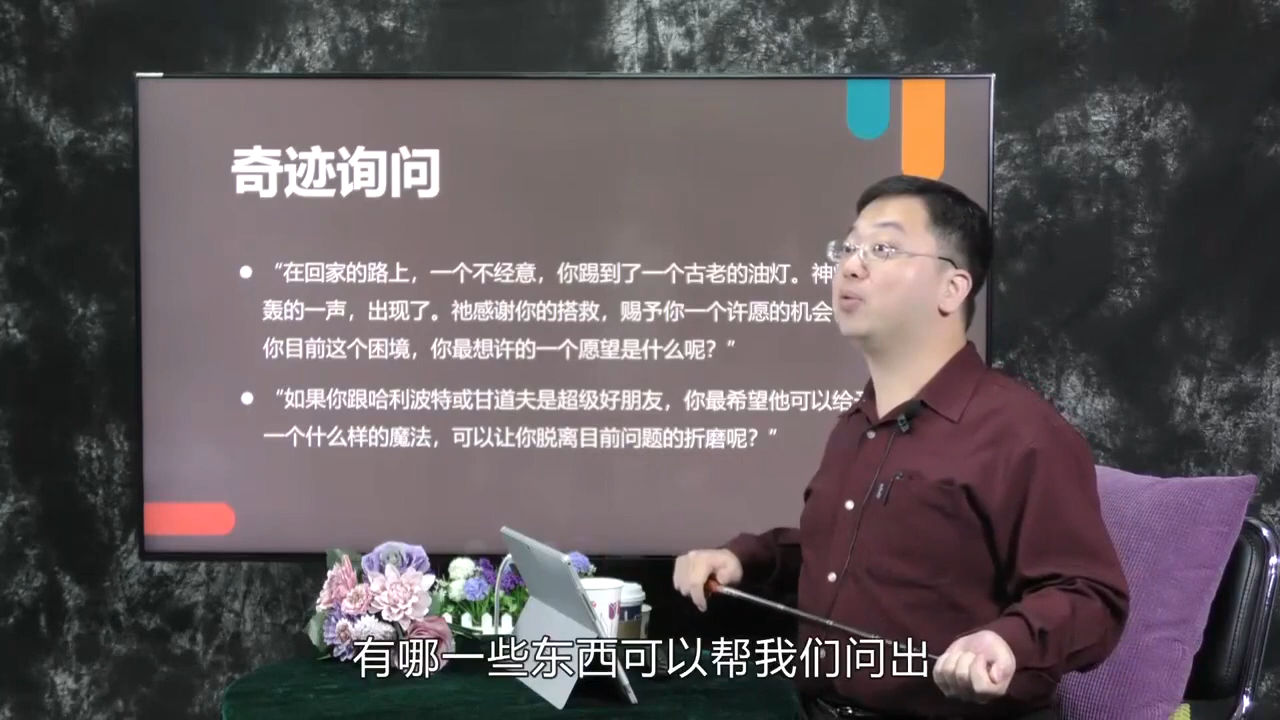 奇迹询问
“在回家的路上，一个不经意，你踢到了一个古老的油灯。神
轰的一声，出现了。祂感谢你的搭救，赐予你一个许愿的机会
你目前这个困境，你最想许的一个愿望是什么呢？”
“如果你跟哈利波特或甘道夫是超级好朋友，你最希望他可以给
一个什么样的魔法，可以让你脱离目前问题的折磨呢？”
有哪一些东西可以帮我们问出